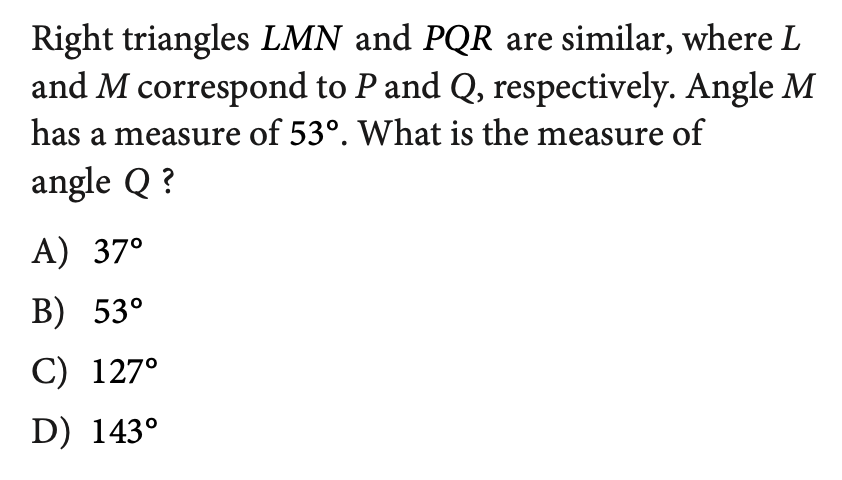 Right triangles LMN and PQR are similar, where L
and M correspond to P and Q, respectively. Angle M
has a measure of 53°. What is the measure of
angle Q ?
A) 37°
B) 53°
C) 127°
D) 143°